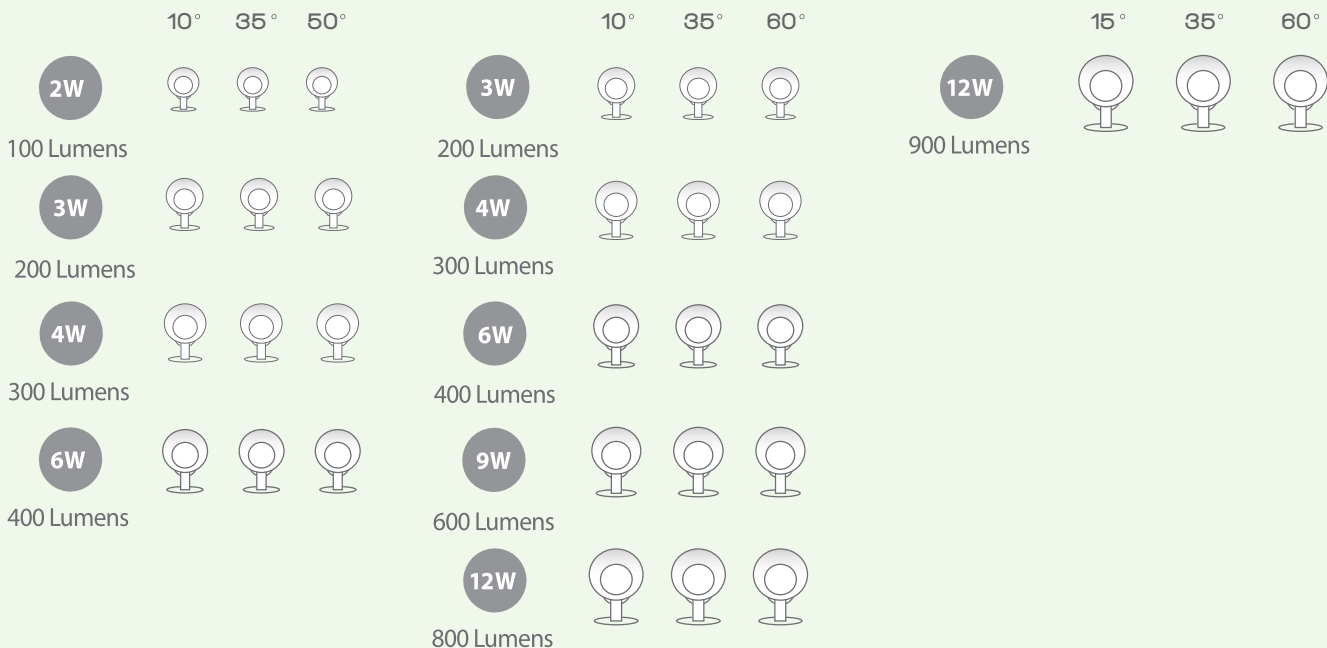 10° 35° 50°
2W
100 Lumens
3W
200 Lumens
4W
300 Lumens
6W
400 Lumens
10° 35° 60°
3W
200 Lumens
4W
300 Lumens
6W
400 Lumens
9W
600 Lumens
12W
800 Lumens
15° 35° 60°
12W
900 Lumens